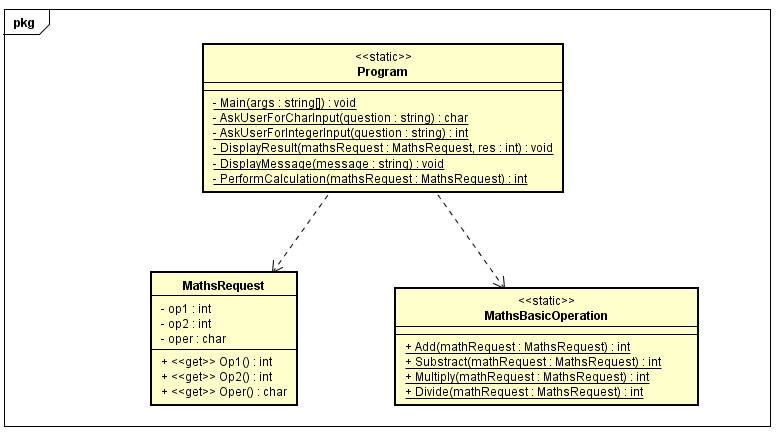 pkg
<<static>>
Program
- Main(args : string[]) : void
- AskUserForCharInput(question : string) : char
- AskUserForIntegerInput(question : string) : int
- DisplayResult(mathsRequest : MathsRequest, res : int) : void
- DisplayMessage(message : string) : void
- PerformCalculation(mathsRequest : MathsRequest) : int
MathsRequest
- op1 : int
- op2 : int
- oper : char
+ <<get>> Op1() : int
+ <<get>> Op2() : int
+ <<get>> Oper() : char
<<static>>
MathsBasicOperation
+ Add(mathRequest : MathsRequest) : int
+ Substract(mathRequest : MathsRequest) : int
+ Multiply(mathRequest : MathsRequest) : int
+ Divide(mathRequest : MathsRequest) : int